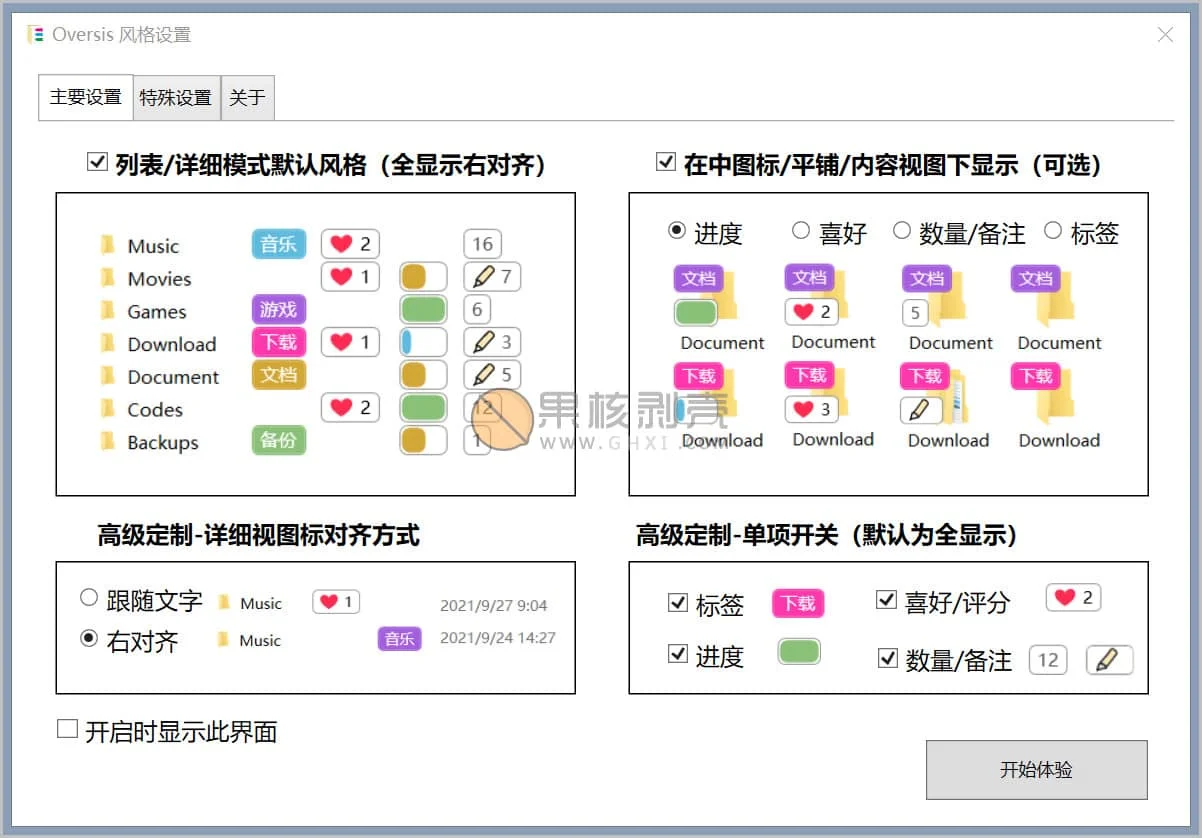 Oversis 风格设置
主要设置 特殊设置 关于
列表/详细模式默认风格（全显示右对齐）
Music 音乐 2 16
Movies 1 7
Games 游戏 6
Download 下载 1 3
Document 文档 5
Codes 2 12
Backups 备份 1
在中图标/平铺/内容视图下显示（可选）
进度 喜好 数量/备注 标签
文档 文档 文档 文档
2 5
Document Document Document Document
下载 下载 下载 下载
3
Download Download Download Download
果核剥壳
WWW.GHXI.COM
高级定制-详细视图标对齐方式
跟随文字 Music 1 2021/9/27 9:04
右对齐 Music 音乐 2021/9/24 14:27
高级定制-单项开关（默认为全显示）
标签 下载 喜好/评分 2
进度 数量/备注 12
开启时显示此界面
开始体验